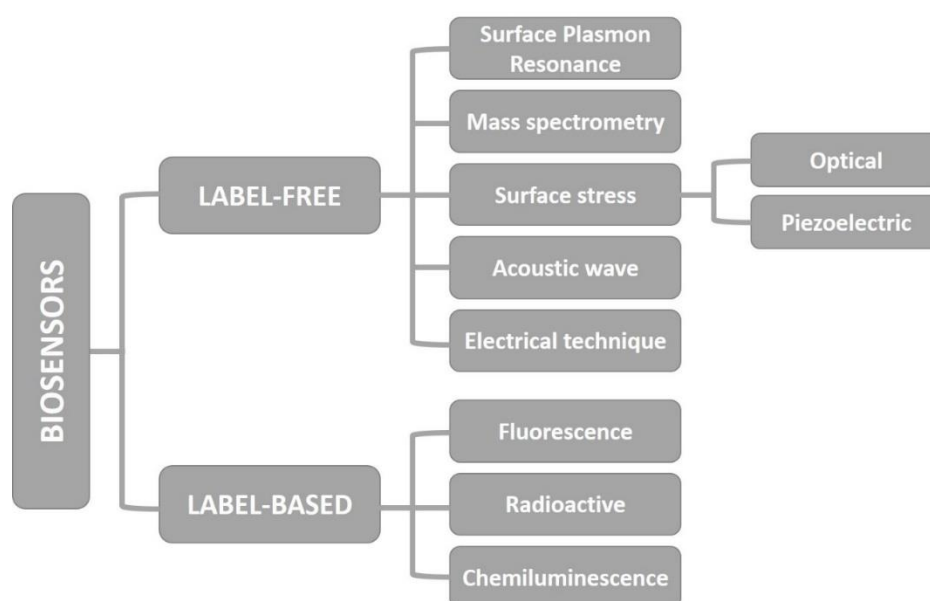 BIOSENSORS
LABEL-FREE
Surface Plasmon
Resonance
Mass spectrometry
Surface stress
Optical
Piezoelectric
Acoustic wave
Electrical technique
LABEL-BASED
Fluorescence
Radioactive
Chemiluminescence